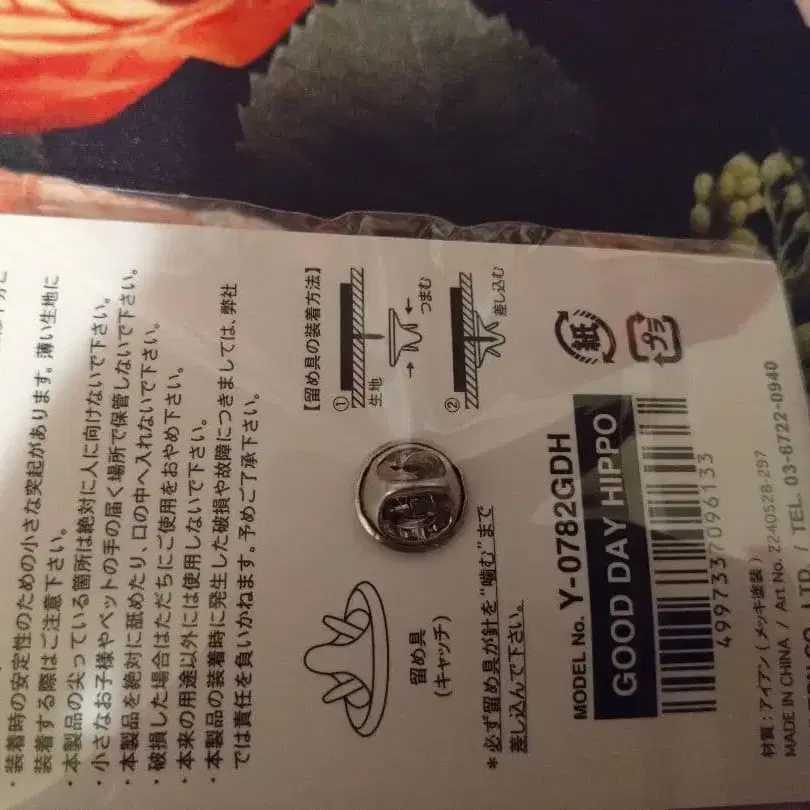 ・装着時の安定性のための小さな突起があります。薄い生地に
装着する際はご注意下さい。
・本製品の尖っている箇所は絶対に人に向けないで下さい。
・小さなお子様やペットの手の届く場所で保管しないで下さい。
・本製品を絶対に舐めたり、口の中へ入れないで下さい。
・破損した場合はただちにご使用をおやめ下さい。
・本来の用途以外には使用しないで下さい。
・本製品の装着時に発生した破損や故障につきましては、弊社
では責任を負いかねます。予めご了承下さい。
【留め具の装着方法】
①
生地
つまむ
②
差し込む
留め具
(キャッチ)
*必ず留め具が針を"噛む"まで
差し込んで下さい。
紙
プラ
MODEL No. Y-0782GDH
GOOD DAY HIPPO
4997337096133
材質：アイアン（メッキ塗装）
MADE IN CHINA / Art No. Z240528-297
TEL. 03-6722-0940